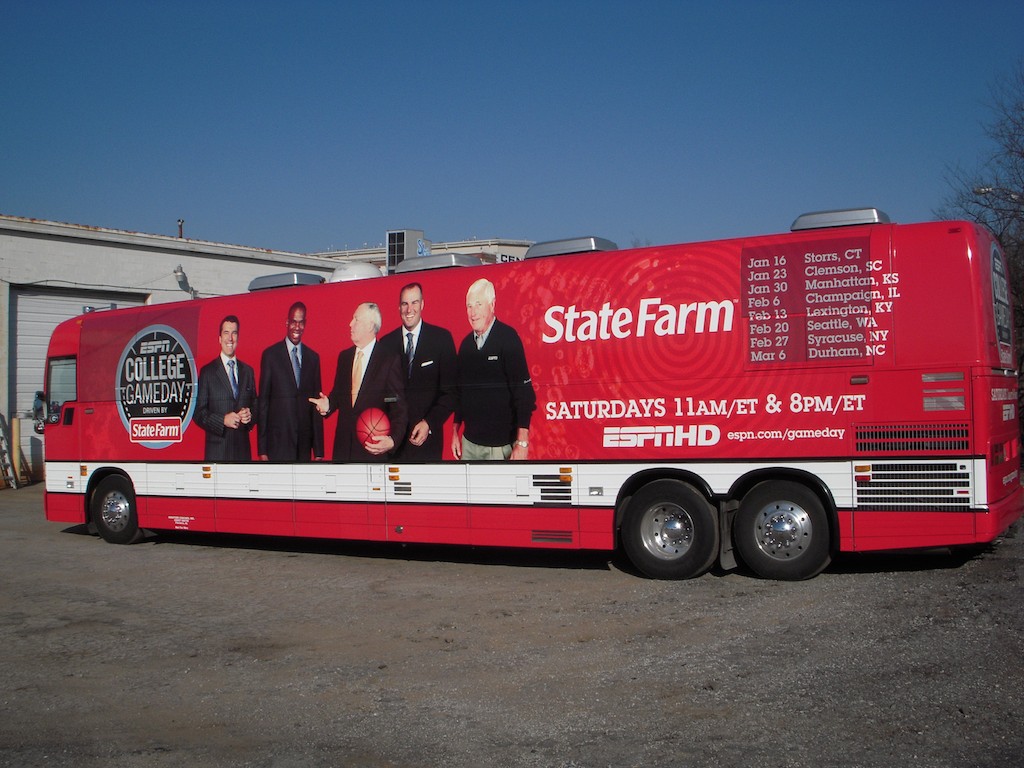 ESPN
COLLEGE
GAMEDAY
DRIVEN BY
State Farm
State Farm™
Jan 16 Storrs, CT
Jan 23 Clemson, SC
Jan 30 Manhattan, KS
Feb 6 Champaign, IL
Feb 13 Lexington, KY
Feb 20 Seattle, WA
Feb 27 Syracuse, NY
Mar 6 Durham, NC
SATURDAYS 11AM/ET & 8PM/ET
ESPNHD espn.com/gameday
CEN